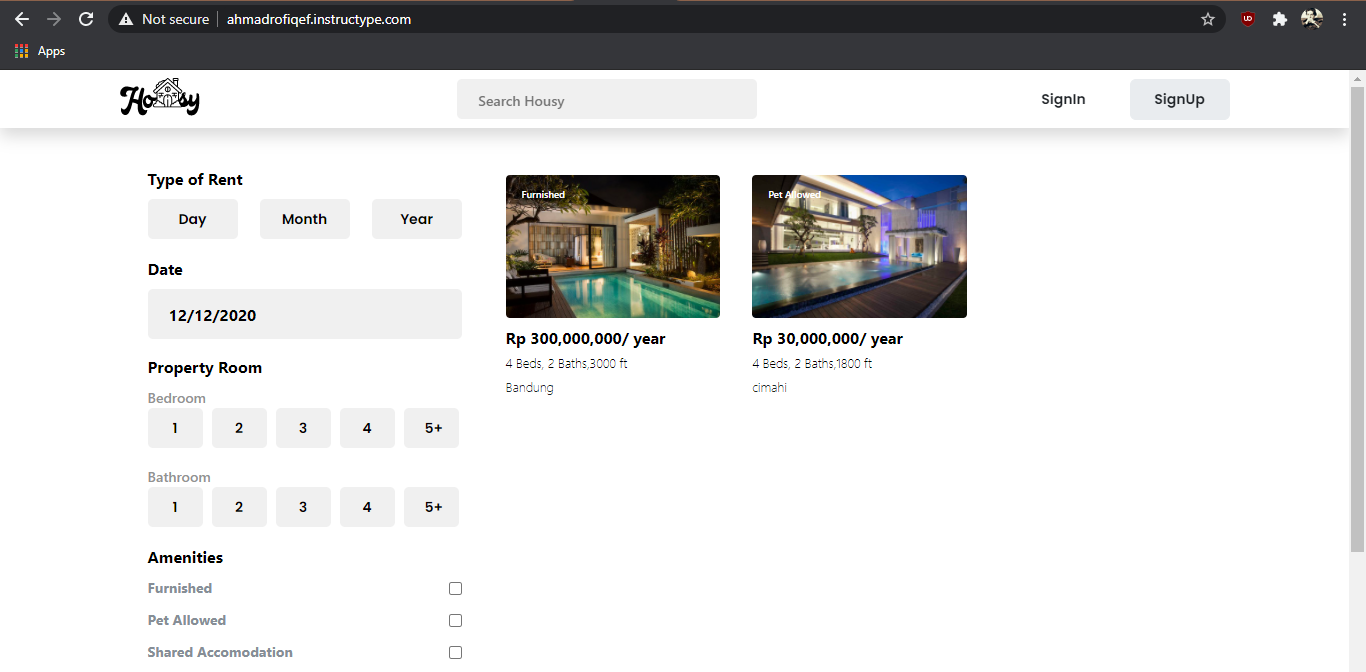 Not secure ahmadrofiqef.instructype.com
Apps
Housy
Search Housy
SignIn
SignUp
Type of Rent
Day Month Year
Date
12/12/2020
Property Room
Bedroom
1 2 3 4 5+
Bathroom
1 2 3 4 5+
Amenities
Furnished
Pet Allowed
Shared Accomodation
Furnished
Rp 300,000,000/ year
4 Beds, 2 Baths,3000 ft
Bandung
Pet Allowed
Rp 30,000,000/ year
4 Beds, 2 Baths,1800 ft
cimahi